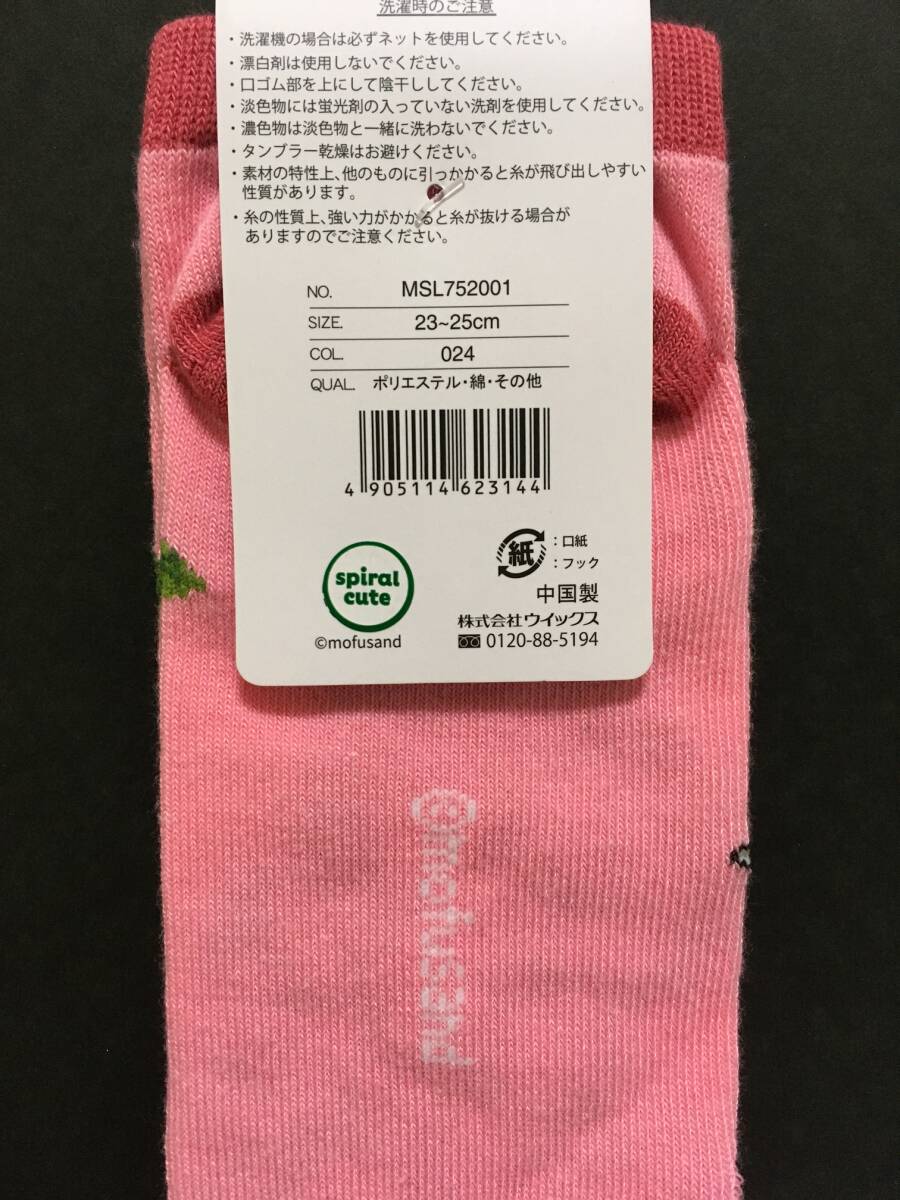 洗濯時のご注意
・洗濯機の場合は必ずネットを使用してください。
・漂白剤は使用しないでください。
・口ゴム部を上にして陰干ししてください。
・淡色物には蛍光剤の入っていない洗剤を使用してください。
・濃色物は淡色物と一緒に洗わないでください。
・タンブラー乾燥はお避けください。
・素材の特性上、他のものに引っかかると糸が飛び出しやすい
性質があります。
・糸の性質上、強い力がかかると糸が抜ける場合が
ありますのでご注意ください。
NO. MSL752001
SIZE. 23~25cm
COL. 024
QUAL. ポリエステル・綿・その他
4 905114 623144
spiral
cute
©mofusand
紙 :口紙
:フック
中国製
株式会社ウイックス
0120-88-5194
©mofusand